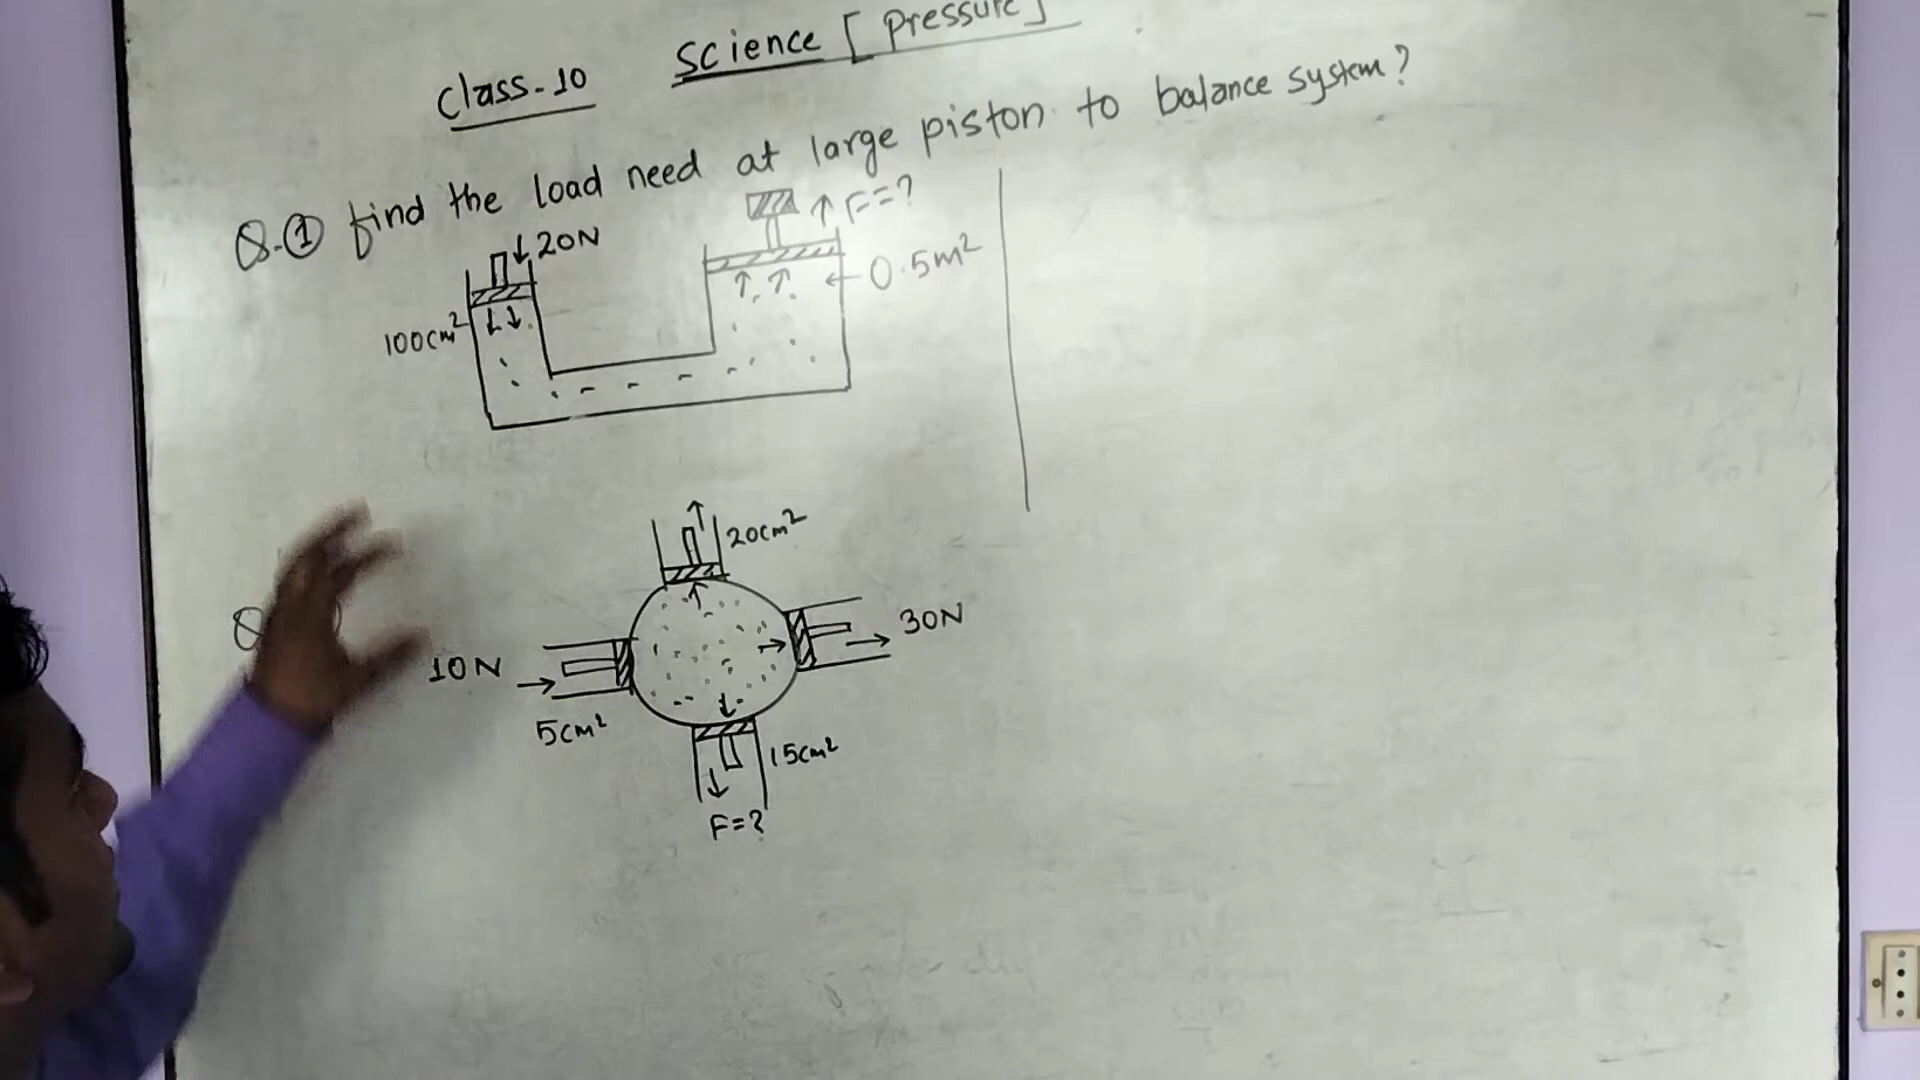 Class-10 Science [Pressure]
Q.① find the load need at large piston to balance system?
↓20N
↑ F=?
100cm²
←0.5m²
20cm²
10N →
→ 30N
5cm²
15cm²
F=?